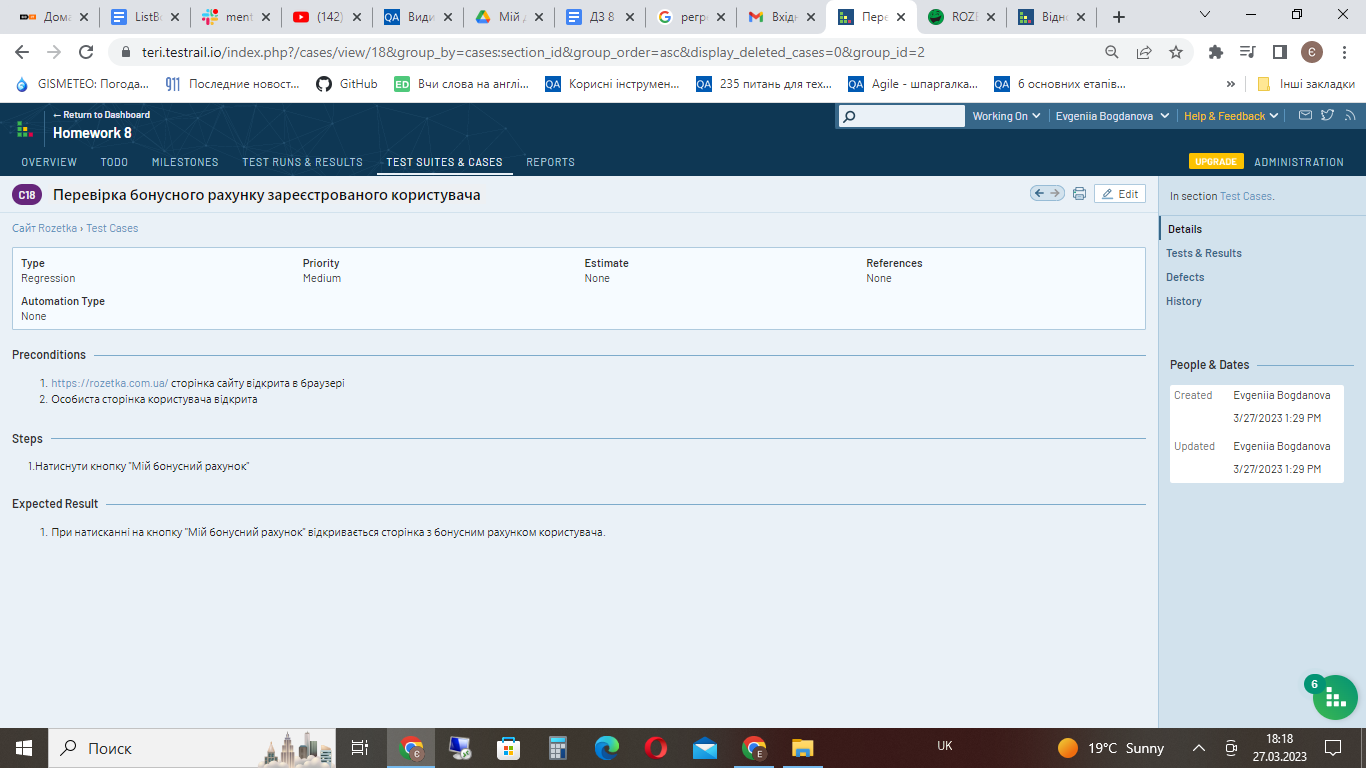 Дома
ListBo
ment
(142)
Види
Мій д
ДЗ 8
регре
Вхідн
Пере
ROZE
Відно
teri.testrail.io/index.php?/cases/view/18&group_by=cases:section_id&group_order=asc&display_deleted_cases=0&group_id=2
GISMETEO: Погода...
Последние новост...
GitHub
Вчи слова на англі...
Корисні інструмен...
235 питань для тех...
Agile - шпаргалка...
6 основних етапів...
»
Інші закладки
← Return to Dashboard
Homework 8
Working On
Evgeniia Bogdanova
Help & Feedback
OVERVIEW
TODO
MILESTONES
TEST RUNS & RESULTS
TEST SUITES & CASES
REPORTS
UPGRADE
ADMINISTRATION
C18
Перевірка бонусного рахунку зареєстрованого користувача
Edit
In section Test Cases.
Сайт Rozetka › Test Cases
Details
Tests & Results
Defects
History
Type
Regression
Priority
Medium
Estimate
None
References
None
Automation Type
None
Preconditions
1. https://rozetka.com.ua/ сторінка сайту відкрита в браузері
2. Особиста сторінка користувача відкрита
Steps
1.Натиснути кнопку "Мій бонусний рахунок"
Expected Result
1. При натисканні на кнопку "Мій бонусний рахунок" відкривається сторінка з бонусним рахунком користувача.
People & Dates
Created
Evgeniia Bogdanova
3/27/2023 1:29 PM
Updated
Evgeniia Bogdanova
3/27/2023 1:29 PM
6
Поиск
UK
19°C Sunny
18:18
27.03.2023